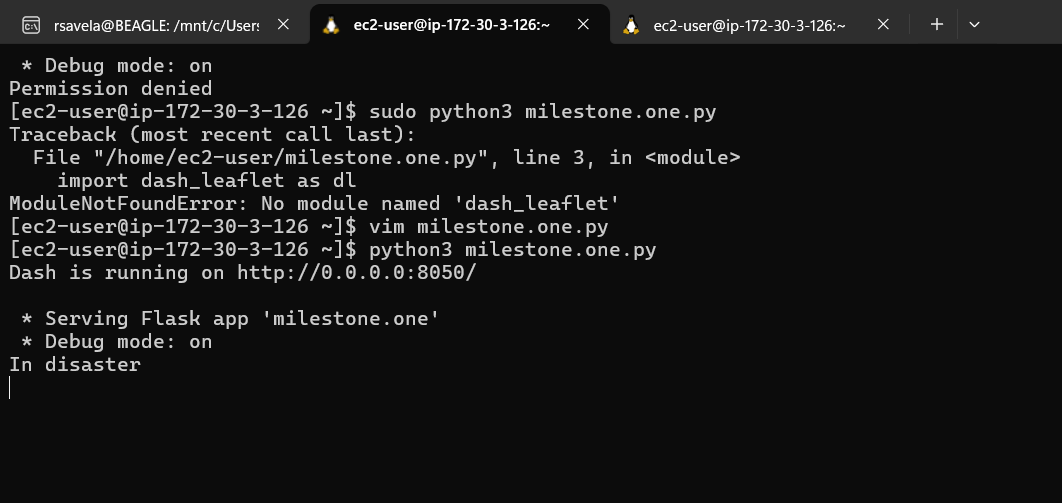 rsavela@BEAGLE: /mnt/c/Users
ec2-user@ip-172-30-3-126:~
ec2-user@ip-172-30-3-126:~
 * Debug mode: on
Permission denied
[ec2-user@ip-172-30-3-126 ~]$ sudo python3 milestone.one.py
Traceback (most recent call last):
  File "/home/ec2-user/milestone.one.py", line 3, in <module>
    import dash_leaflet as dl
ModuleNotFoundError: No module named 'dash_leaflet'
[ec2-user@ip-172-30-3-126 ~]$ vim milestone.one.py
[ec2-user@ip-172-30-3-126 ~]$ python3 milestone.one.py
Dash is running on http://0.0.0.0:8050/
 * Serving Flask app 'milestone.one'
 * Debug mode: on
In disaster